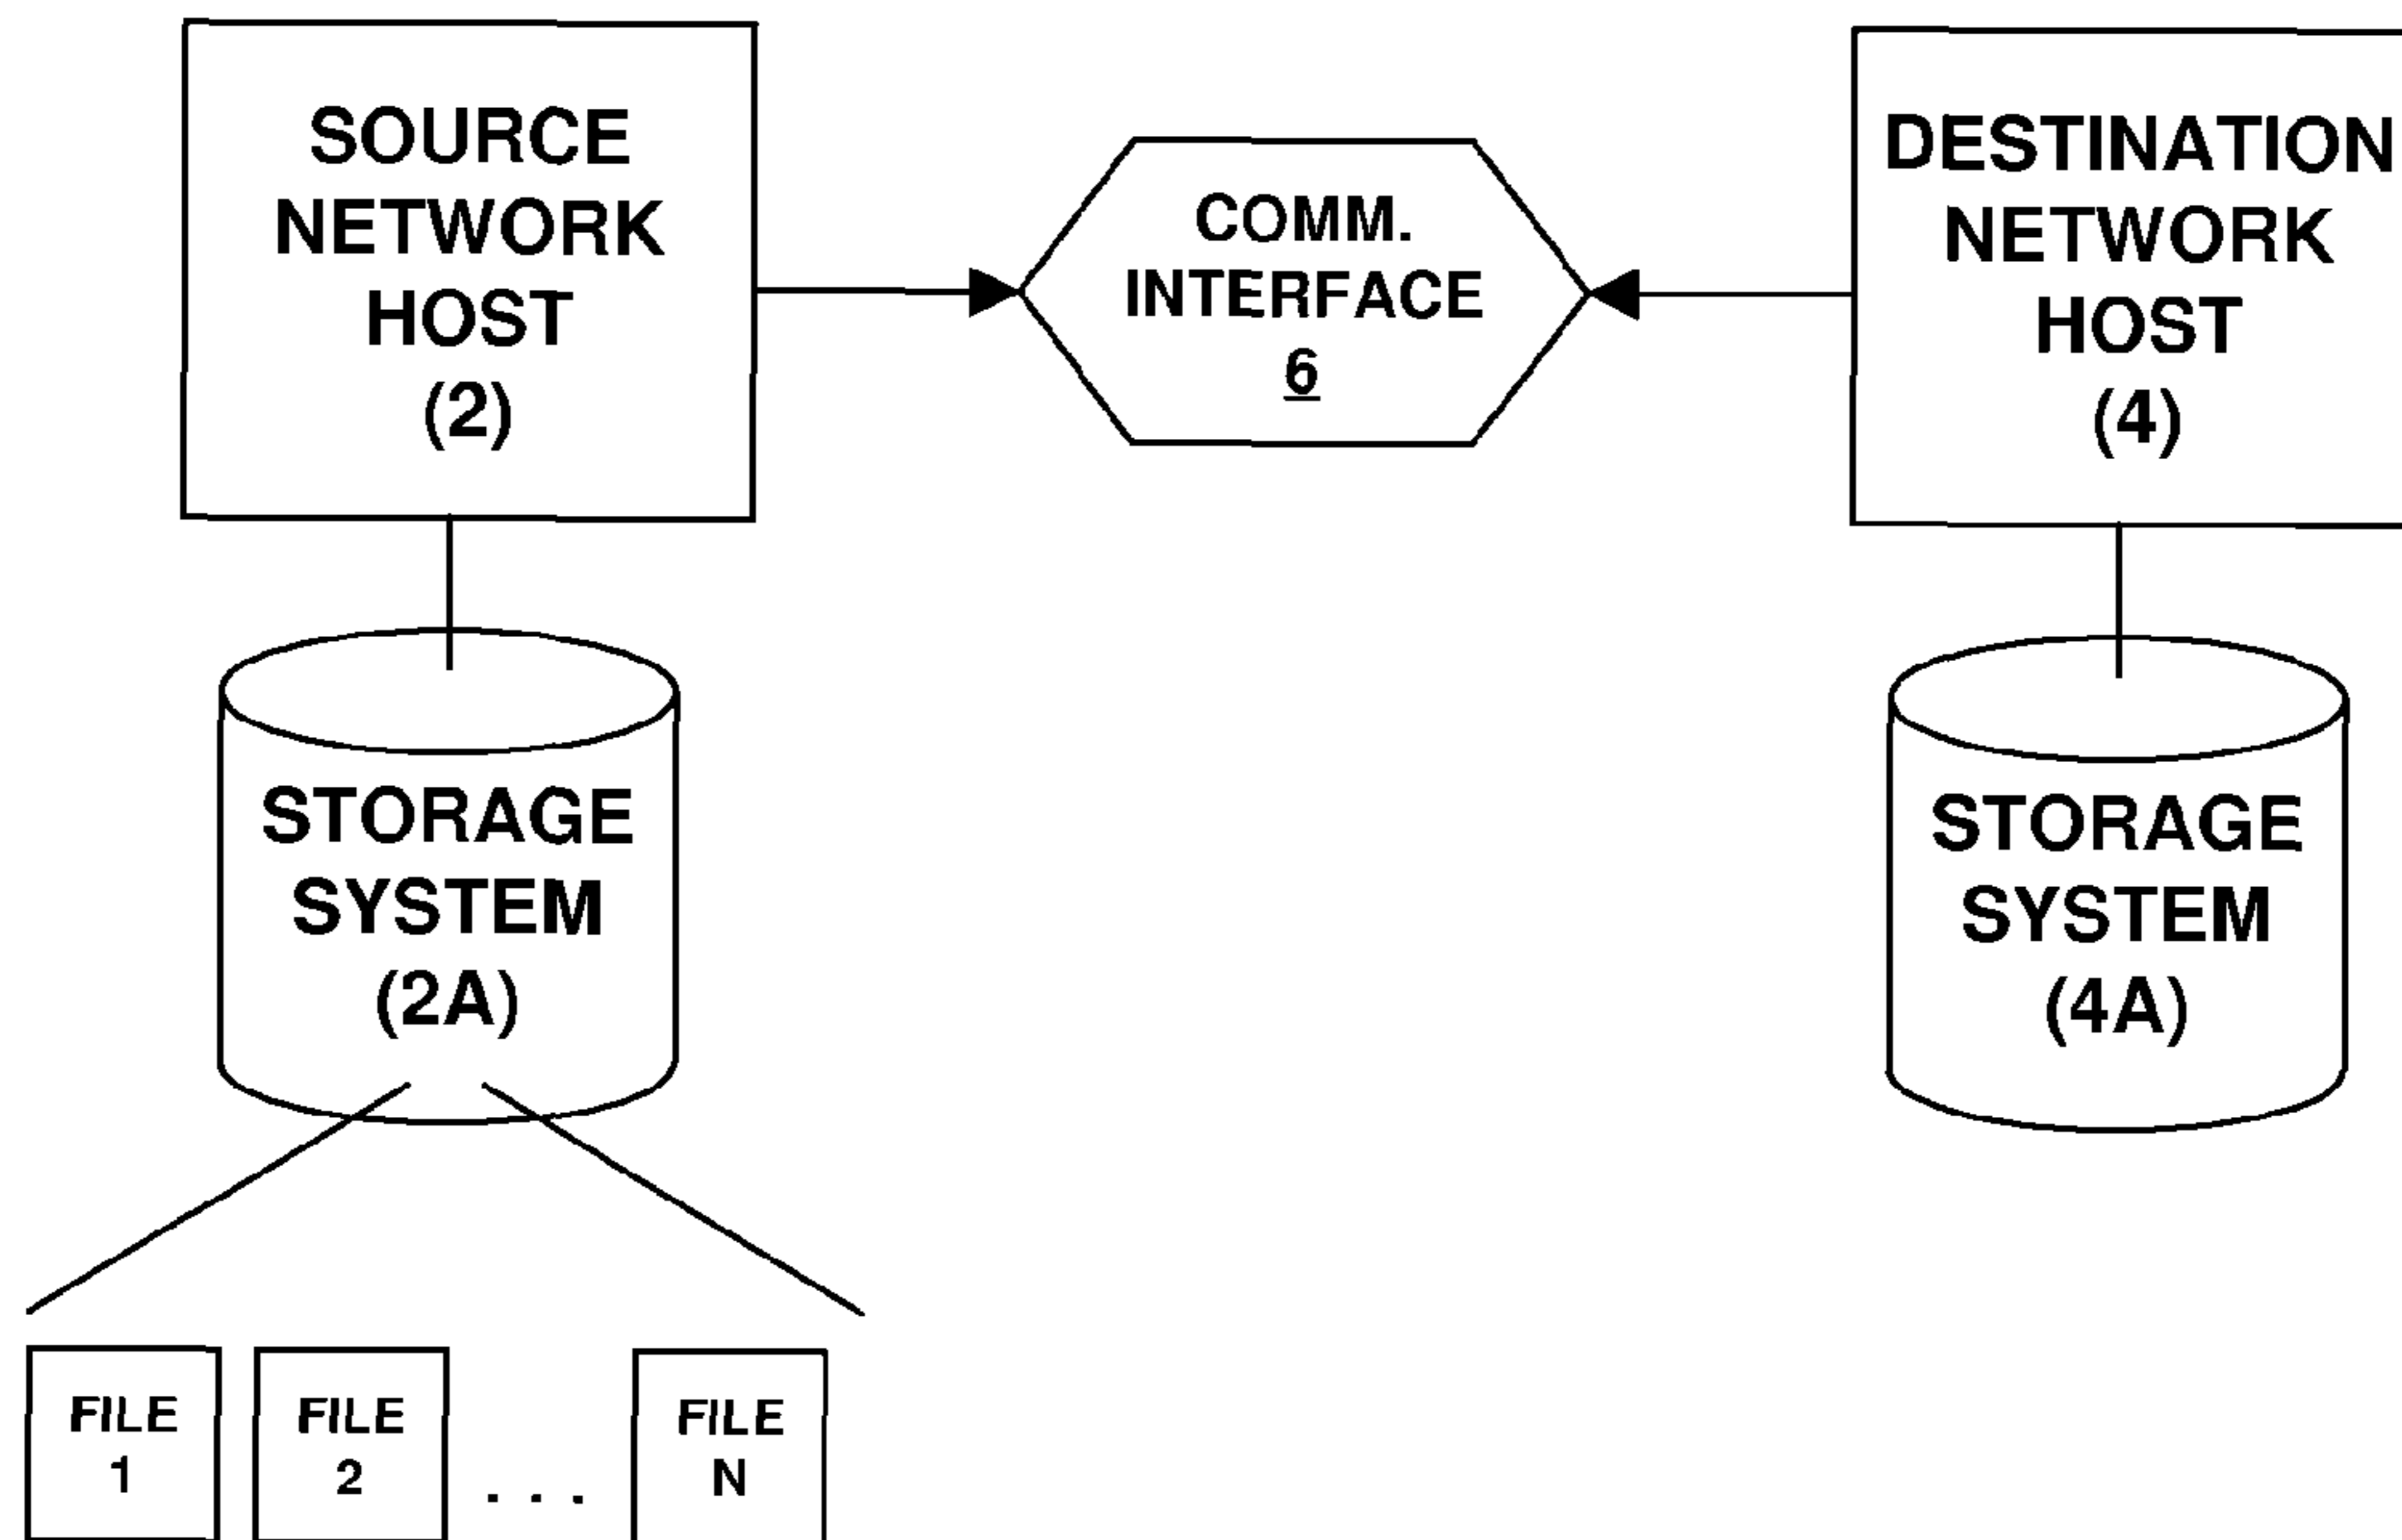 SOURCE
NETWORK
HOST
(2)
COMM.
INTERFACE
6
DESTINATION
NETWORK
HOST
(4)
STORAGE
SYSTEM
(2A)
STORAGE
SYSTEM
(4A)
FILE
1
FILE
2
. . .
FILE
N